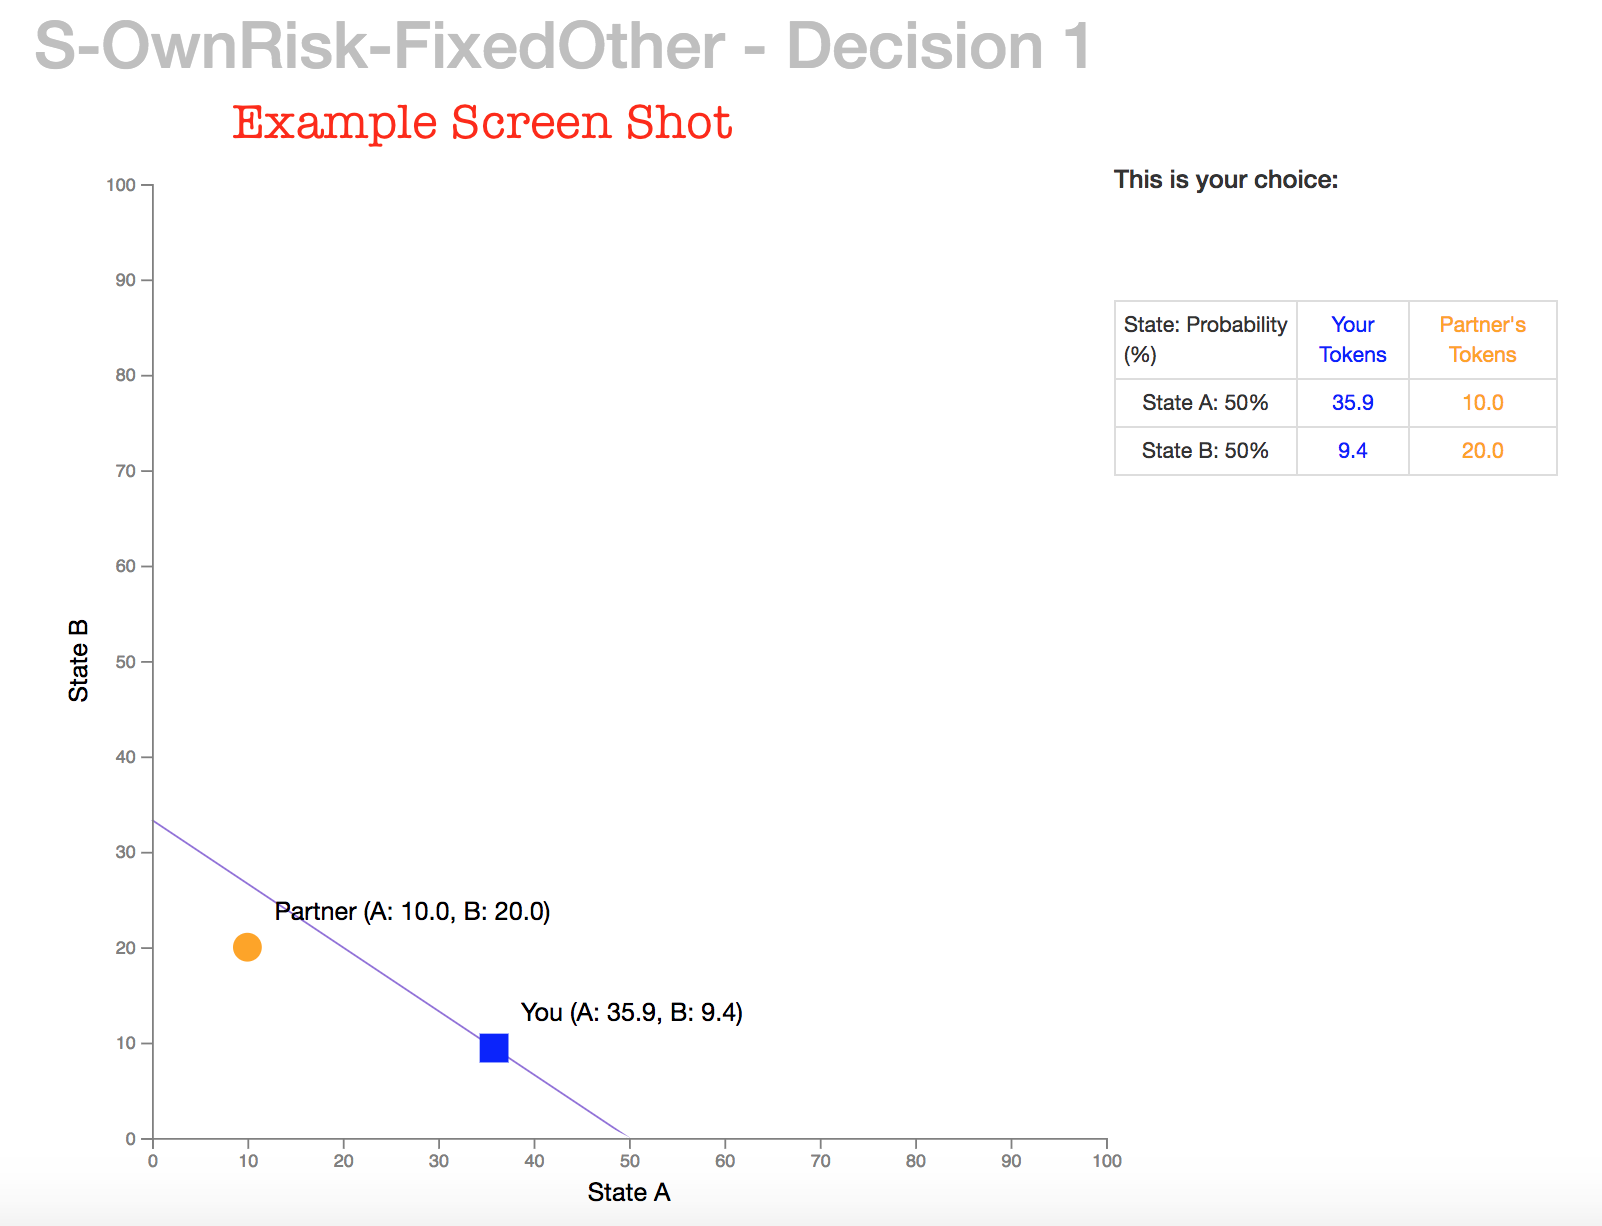 S-OwnRisk-FixedOther - Decision 1
Example Screen Shot
This is your choice:
State: Probability (%)
Your Tokens
Partner's Tokens
State A: 50%
35.9
10.0
State B: 50%
9.4
20.0
100
90
80
70
60
50
40
30
20
10
0
State B
Partner (A: 10.0, B: 20.0)
You (A: 35.9, B: 9.4)
0
10
20
30
40
50
60
70
80
90
100
State A